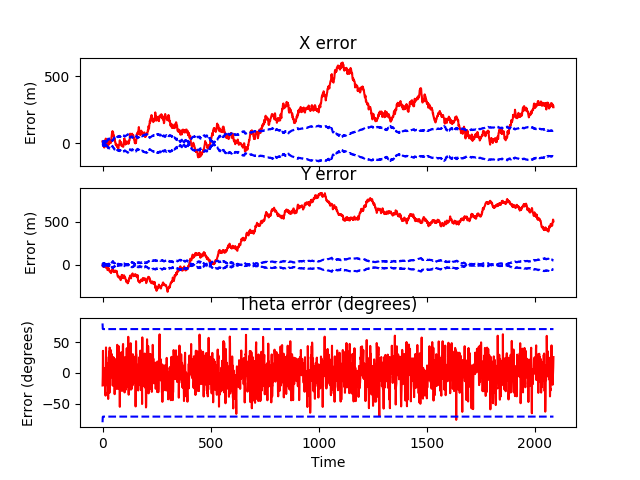 X error
Error (m)
500
0
Y error
Error (m)
500
0
Theta error (degrees)
Error (degrees)
50
0
−50
0 500 1000 1500 2000
Time